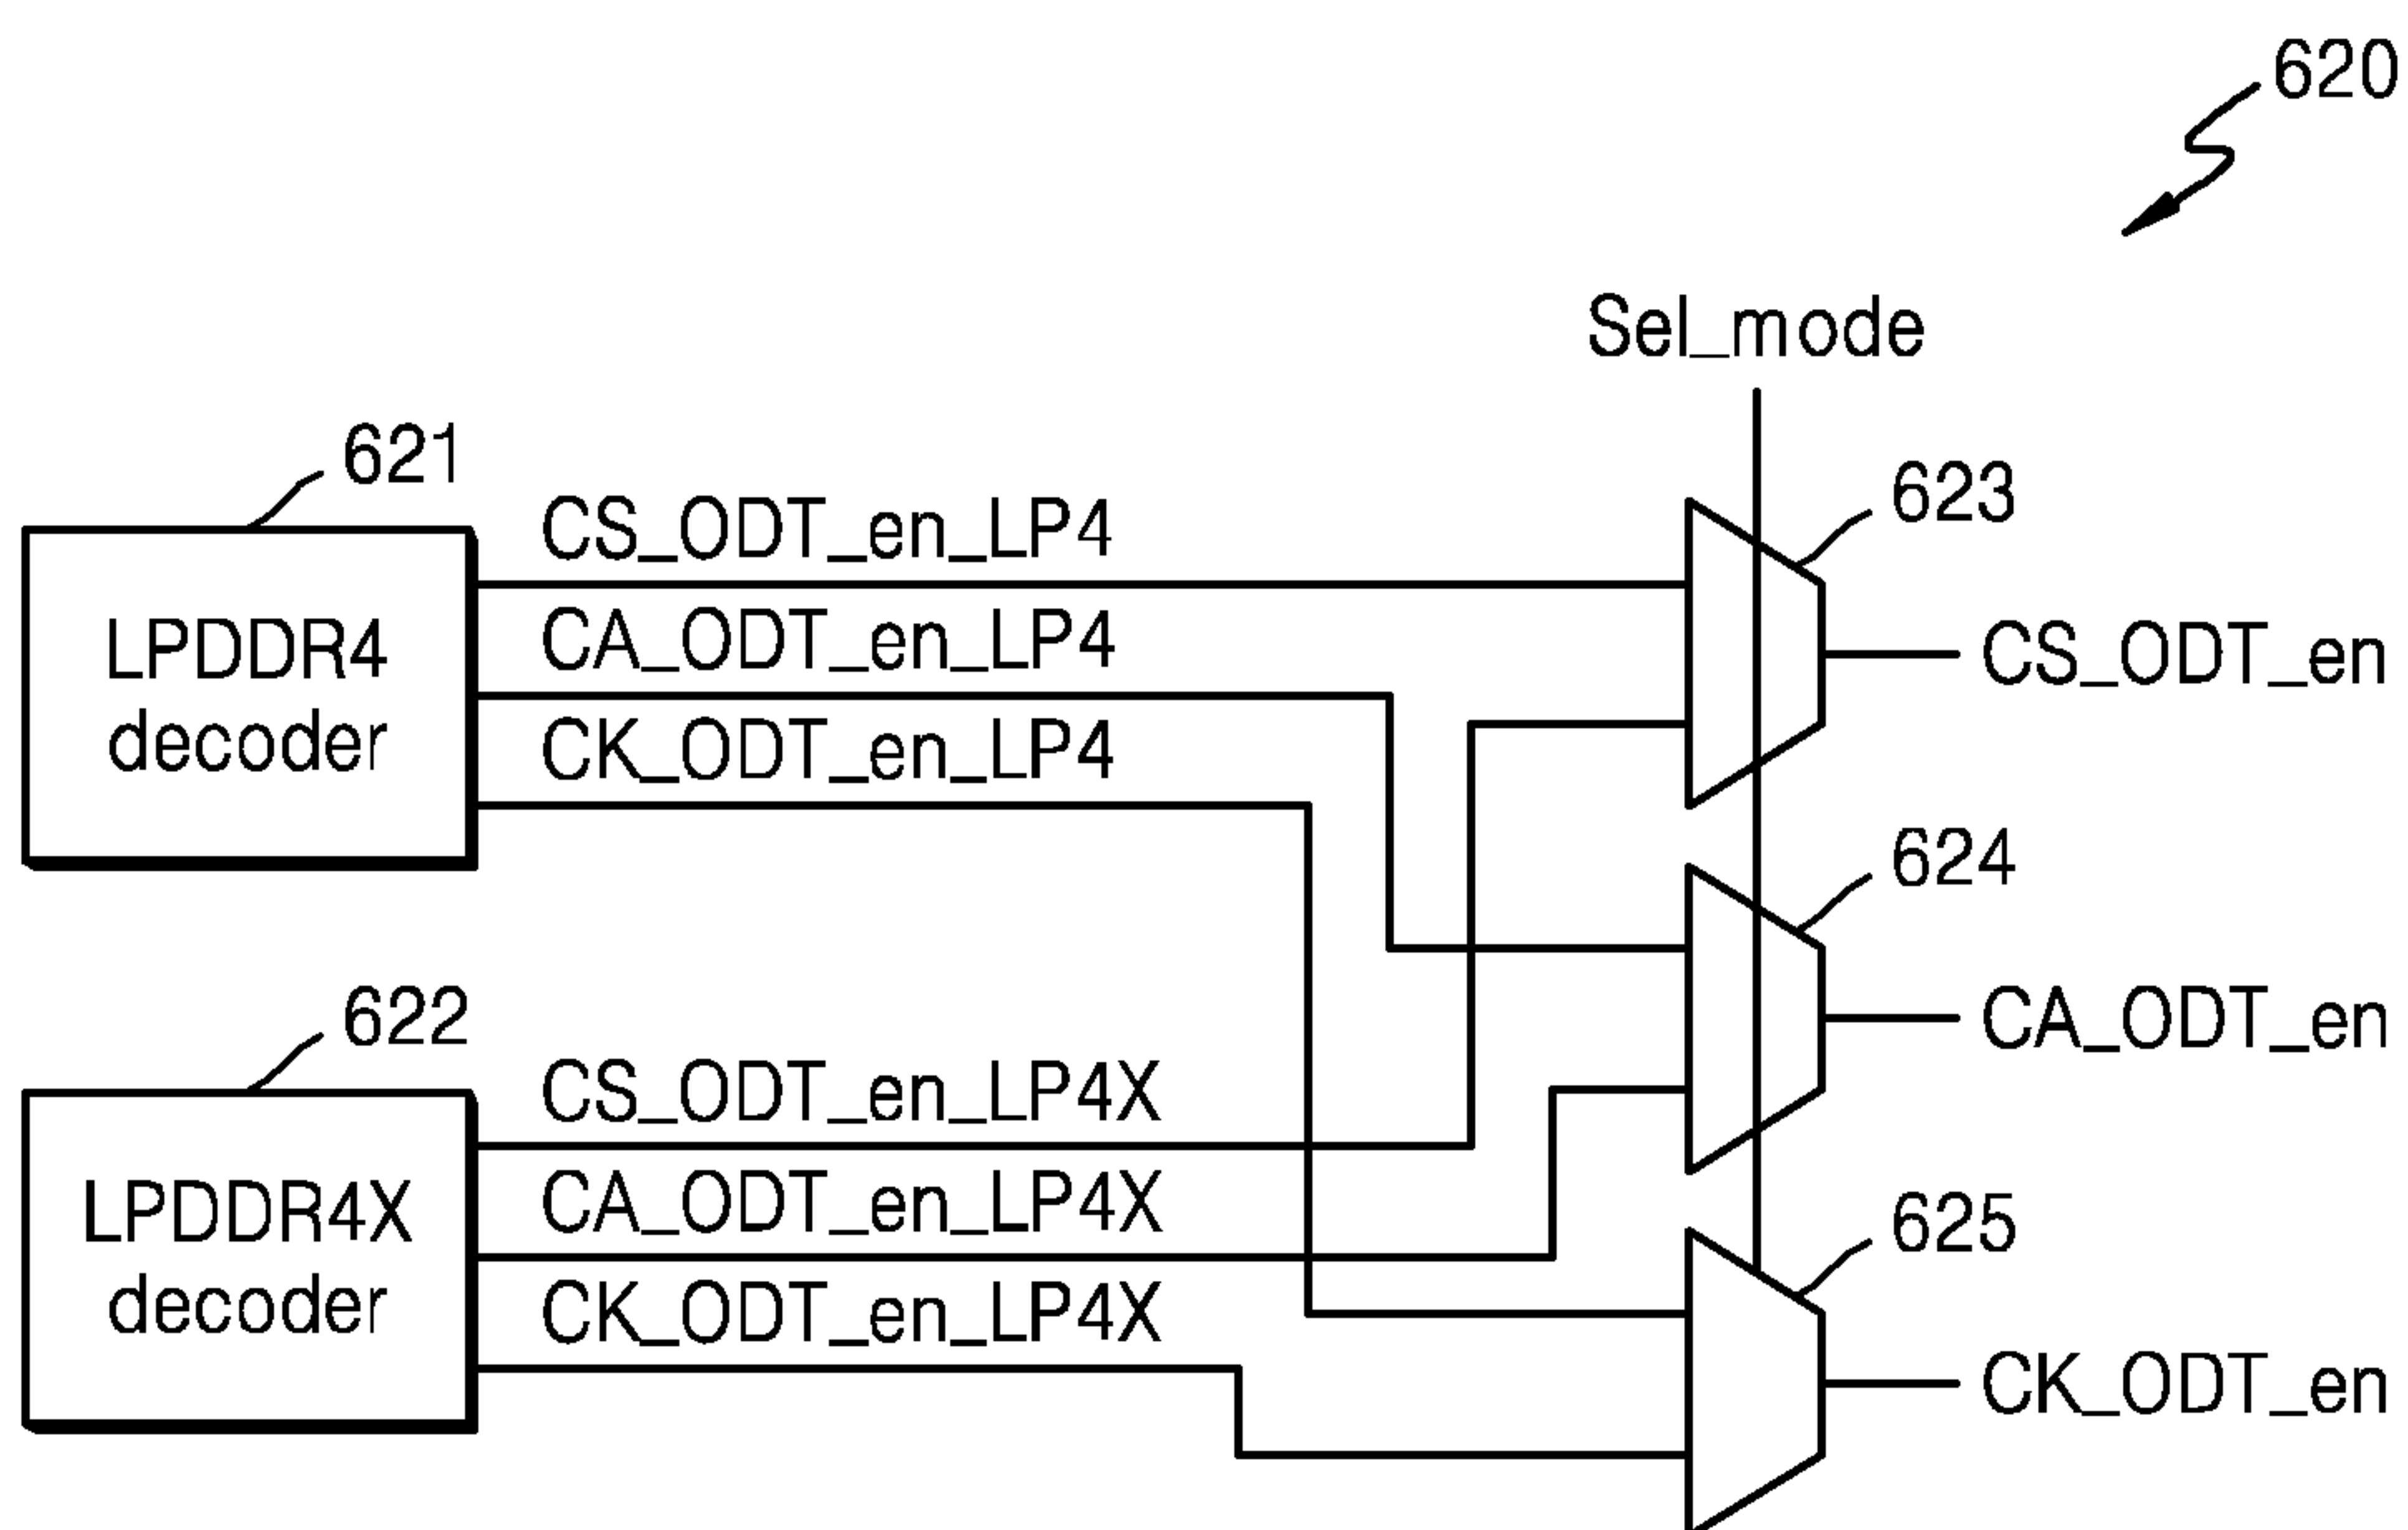 620
Sel_mode
621
623
CS_ODT_en_LP4
LPDDR4
decoder
CA_ODT_en_LP4
CS_ODT_en
CK_ODT_en_LP4
624
622
CA_ODT_en
CS_ODT_en_LP4X
LPDDR4X
decoder
CA_ODT_en_LP4X
625
CK_ODT_en_LP4X
CK_ODT_en